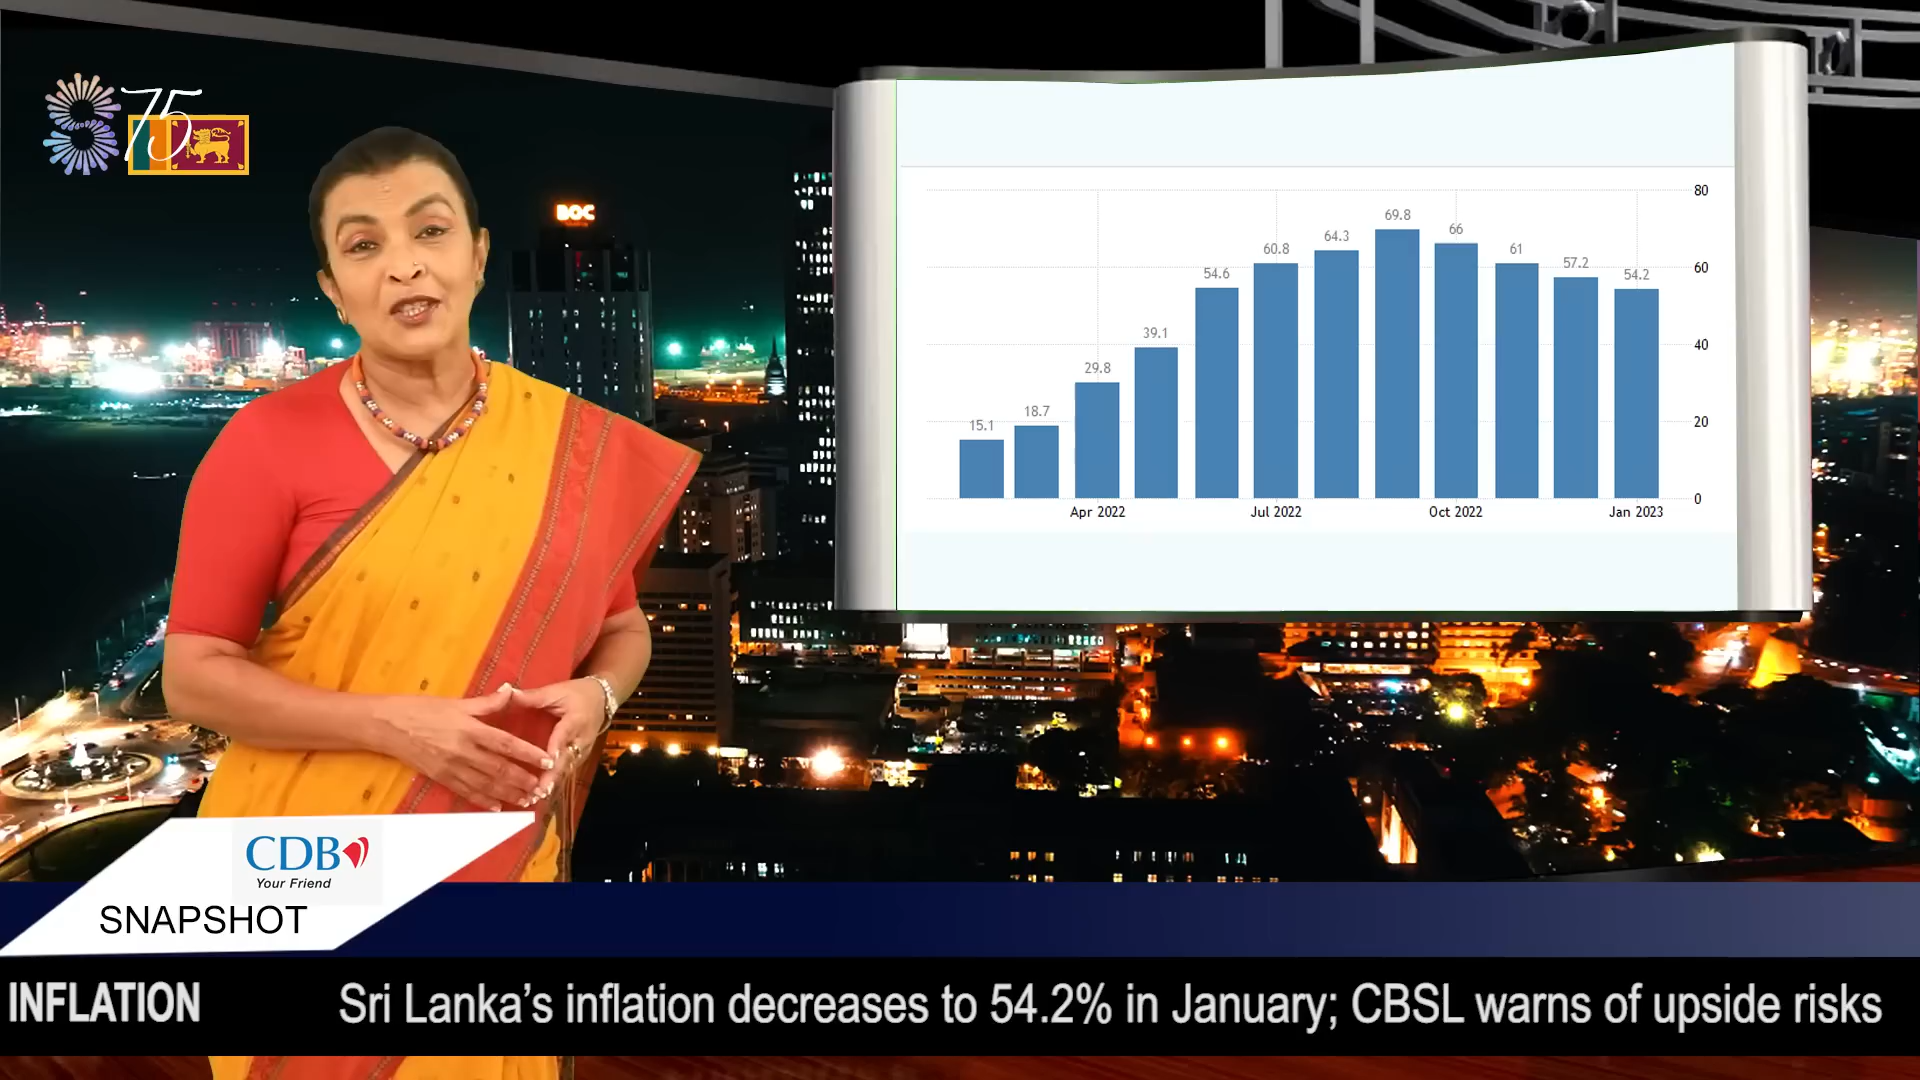 75
BOC
80
69.8
66
64.3
60.8
61
57.2
54.6
54.2
60
39.1
40
29.8
18.7
15.1
20
0
Apr 2022
Jul 2022
Oct 2022
Jan 2023
CDB
Your Friend
SNAPSHOT
INFLATION
Sri Lanka’s inflation decreases to 54.2% in January; CBSL warns of upside risks